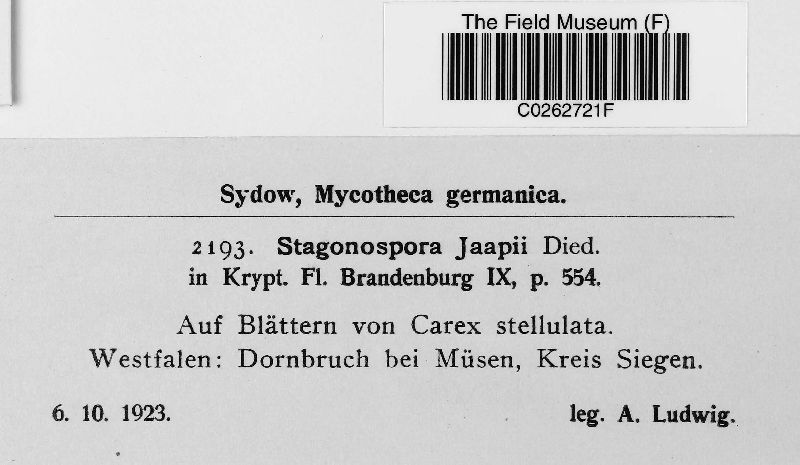 The Field Museum (F)
C0262721F
Sydow, Mycotheca germanica.
2193. Stagonospora Jaapii Died.
in Krypt. Fl. Brandenburg IX, p. 554.
Auf Blättern von Carex stellulata.
Westfalen: Dornbruch bei Müsen, Kreis Siegen.
6. 10. 1923. leg. A. Ludwig.